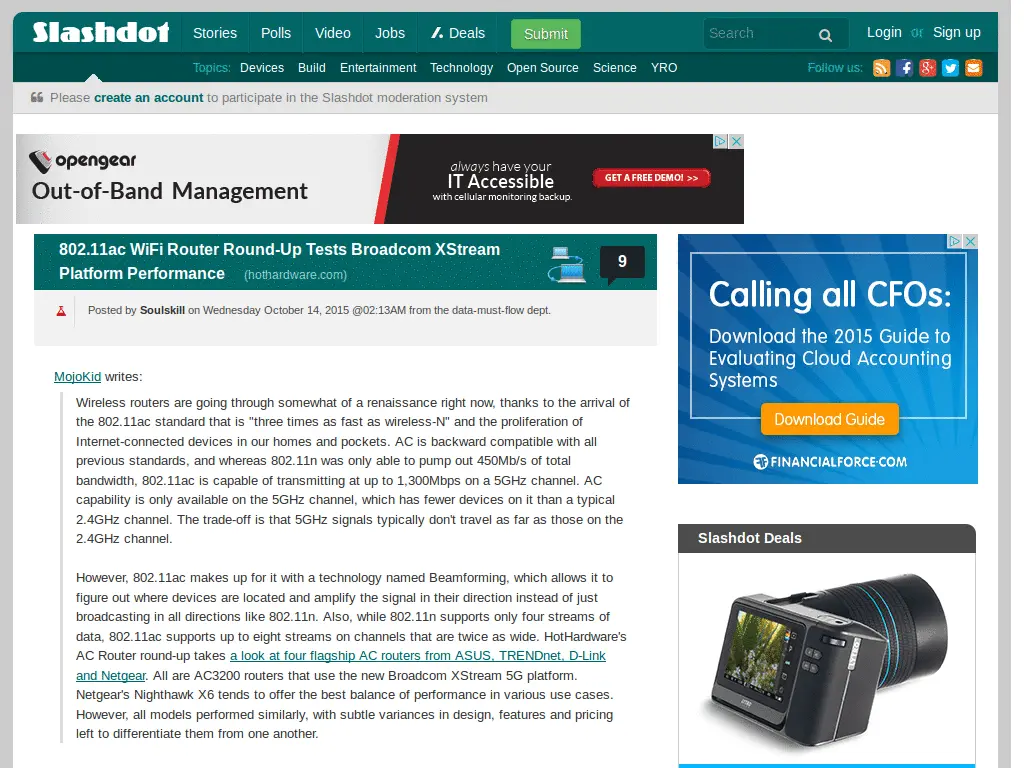 Slashdot
Stories Polls Video Jobs Deals Submit Search Login or Sign up
Topics: Devices Build Entertainment Technology Open Source Science YRO Follow us:
Please create an account to participate in the Slashdot moderation system
opengear
Out-of-Band Management
always have your
IT Accessible
with cellular monitoring backup.
GET A FREE DEMO! >>
802.11ac WiFi Router Round-Up Tests Broadcom XStream
Platform Performance (hothardware.com)
9
Posted by Soulskill on Wednesday October 14, 2015 @02:13AM from the data-must-flow dept.
MojoKid writes:
Wireless routers are going through somewhat of a renaissance right now, thanks to the arrival of
the 802.11ac standard that is "three times as fast as wireless-N" and the proliferation of
Internet-connected devices in our homes and pockets. AC is backward compatible with all
previous standards, and whereas 802.11n was only able to pump out 450Mb/s of total
bandwidth, 802.11ac is capable of transmitting at up to 1,300Mbps on a 5GHz channel. AC
capability is only available on the 5GHz channel, which has fewer devices on it than a typical
2.4GHz channel. The trade-off is that 5GHz signals typically don't travel as far as those on the
2.4GHz channel.
However, 802.11ac makes up for it with a technology named Beamforming, which allows it to
figure out where devices are located and amplify the signal in their direction instead of just
broadcasting in all directions like 802.11n. Also, while 802.11n supports only four streams of
data, 802.11ac supports up to eight streams on channels that are twice as wide. HotHardware's
AC Router round-up takes a look at four flagship AC routers from ASUS, TRENDnet, D-Link
and Netgear. All are AC3200 routers that use the new Broadcom XStream 5G platform.
Netgear's Nighthawk X6 tends to offer the best balance of performance in various use cases.
However, all models performed similarly, with subtle variances in design, features and pricing
left to differentiate them from one another.
Calling all CFOs:
Download the 2015 Guide to
Evaluating Cloud Accounting
Systems
Download Guide
FINANCIALFORCE.COM
Slashdot Deals